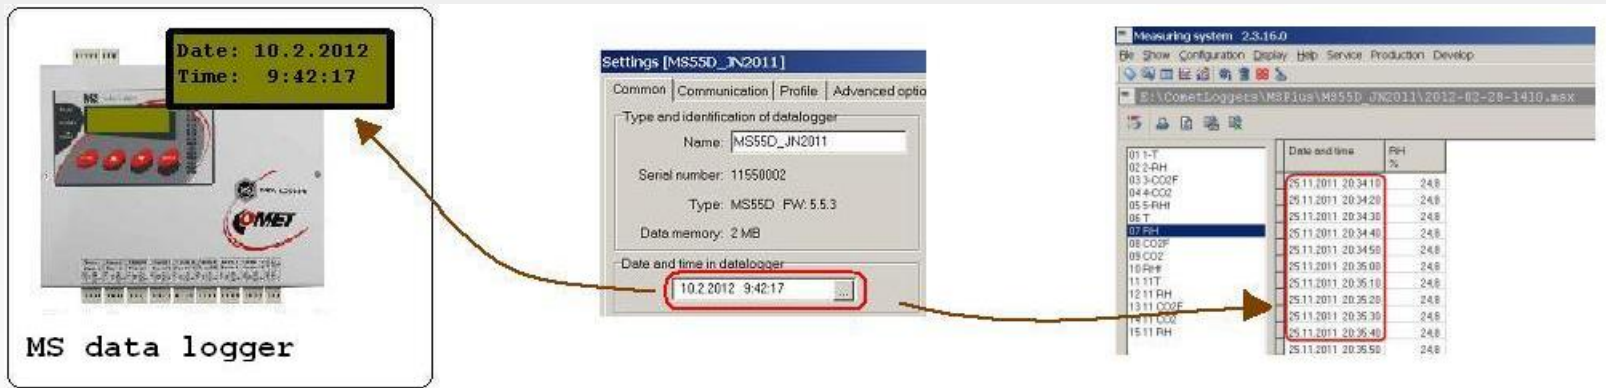 Date: 10.2.2012
Time: 9:42:17
MS
COMET
MS data logger
Settings [MS55D_JN2011]
Common Communication Profile Advanced optio
Type and identification of datalogger
Name: MS55D_JN2011
Serial number: 11550002
Type: MS55D FW: 5.5.3
Data memory: 2 MB
Date and time in datalogger
10.2.2012 9:42:17 ...
Measuring system 2.3.16.0
File Show Configuration Display Help Service Production Develop
E:\CometLoggers\MSPlus\MS55D_JN2011\2012-02-28-1410.msx
01 1-T
02 2-RH
03 3-CO2F
04 4-CO2
05 5-RHf
06 T
07 RH
08 CO2F
09 CO2
10 RHf
11 11T
12 11 RH
13 11 CO2F
14 11 CO2
15 11 RH
Date and time RH
%
25.11.2011 20:34:10 24,8
25.11.2011 20:34:20 24,8
25.11.2011 20:34:30 24,8
25.11.2011 20:34:40 24,8
25.11.2011 20:34:50 24,8
25.11.2011 20:35:00 24,8
25.11.2011 20:35:10 24,8
25.11.2011 20:35:20 24,8
25.11.2011 20:35:30 24,8
25.11.2011 20:35:40 24,8
25.11.2011 20:35:50 24,8